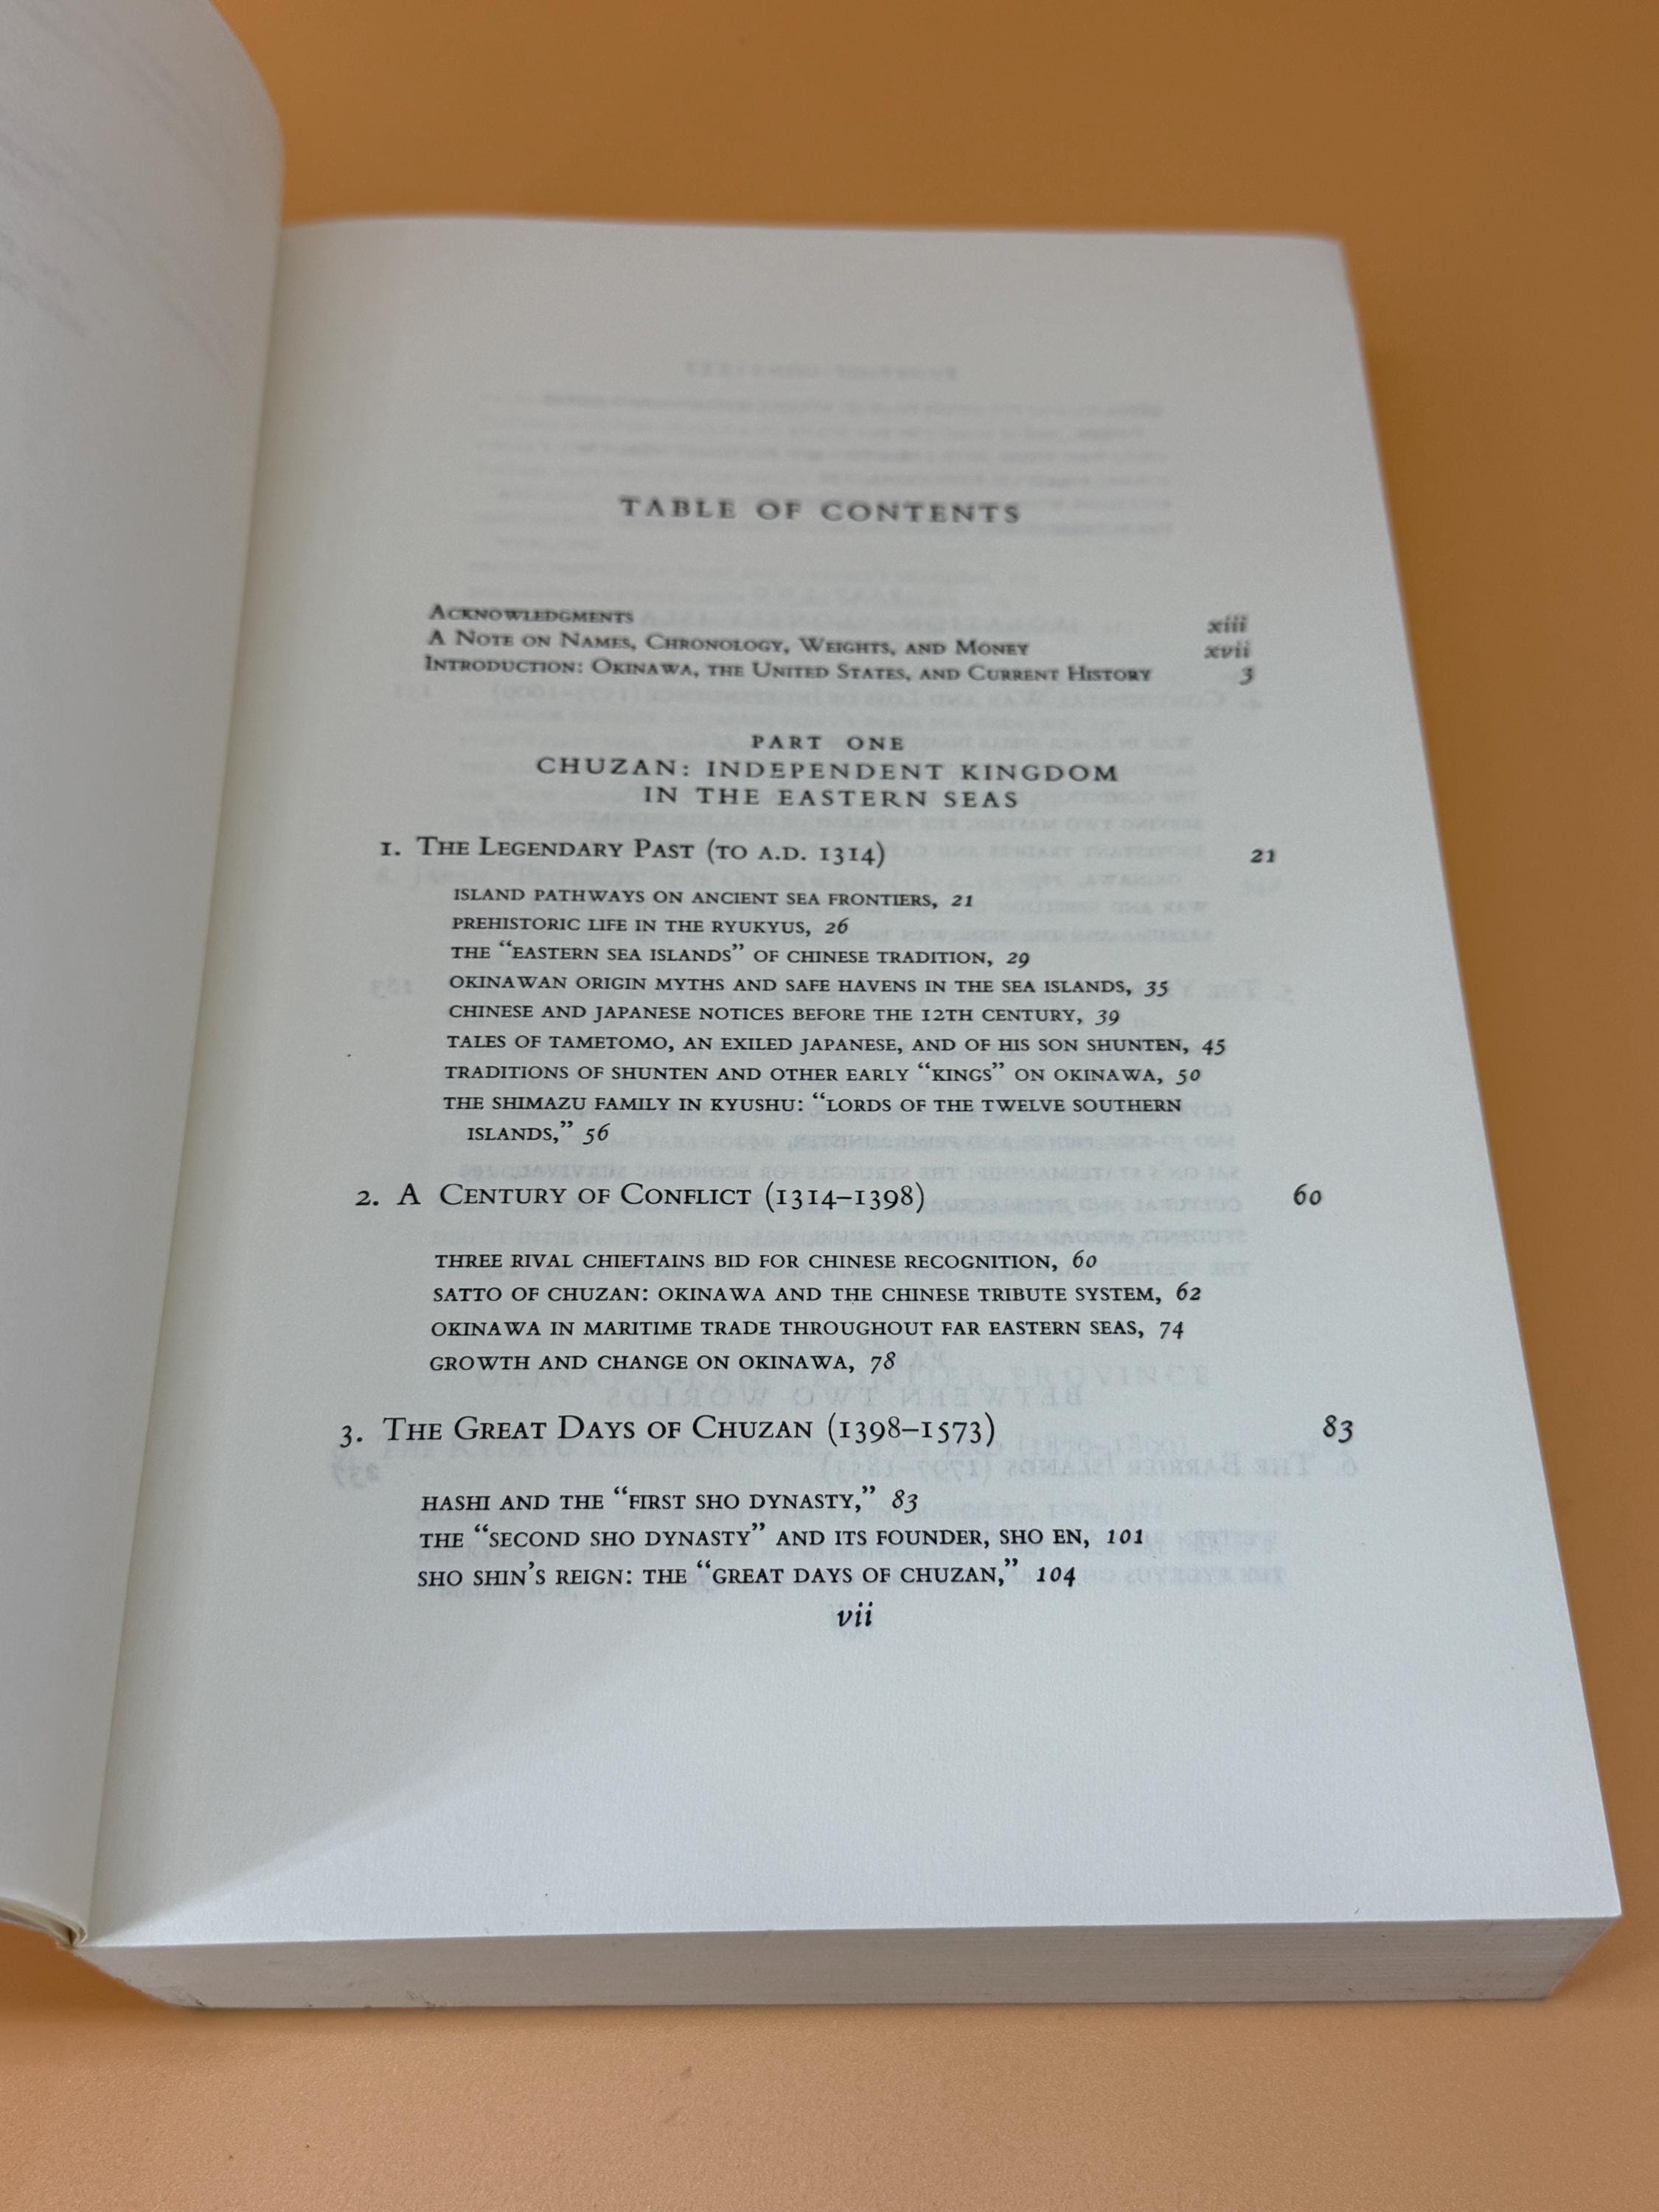 TABLE OF CONTENTS
ACKNOWLEDGMENTS xiii
A NOTE ON NAMES, CHRONOLOGY, WEIGHTS, AND MONEY xvii
INTRODUCTION: OKINAWA, THE UNITED STATES, AND CURRENT HISTORY 3
PART ONE
CHUZAN: INDEPENDENT KINGDOM
IN THE EASTERN SEAS
1. THE LEGENDARY PAST (TO A.D. 1314) 21
ISLAND PATHWAYS ON ANCIENT SEA FRONTIERS, 21
PREHISTORIC LIFE IN THE RYUKYUS, 26
THE “EASTERN SEA ISLANDS” OF CHINESE TRADITION, 29
OKINAWAN ORIGIN MYTHS AND SAFE HAVENS IN THE SEA ISLANDS, 35
CHINESE AND JAPANESE NOTICES BEFORE THE 12TH CENTURY, 39
TALES OF TAMETOMO, AN EXILED JAPANESE, AND OF HIS SON SHUNTEN, 45
TRADITIONS OF SHUNTEN AND OTHER EARLY “KINGS” ON OKINAWA, 50
THE SHIMAZU FAMILY IN KYUSHU: “LORDS OF THE TWELVE SOUTHERN
ISLANDS,” 56
2. A CENTURY OF CONFLICT (1314–1398) 60
THREE RIVAL CHIEFTAINS BID FOR CHINESE RECOGNITION, 60
SATTO OF CHUZAN: OKINAWA AND THE CHINESE TRIBUTE SYSTEM, 62
OKINAWA IN MARITIME TRADE THROUGHOUT FAR EASTERN SEAS, 74
GROWTH AND CHANGE ON OKINAWA, 78
3. THE GREAT DAYS OF CHUZAN (1398–1573) 83
HASHI AND THE “FIRST SHO DYNASTY,” 83
THE “SECOND SHO DYNASTY” AND ITS FOUNDER, SHO EN, 101
SHO SHIN'S REIGN: THE “GREAT DAYS OF CHUZAN,” 104
vii